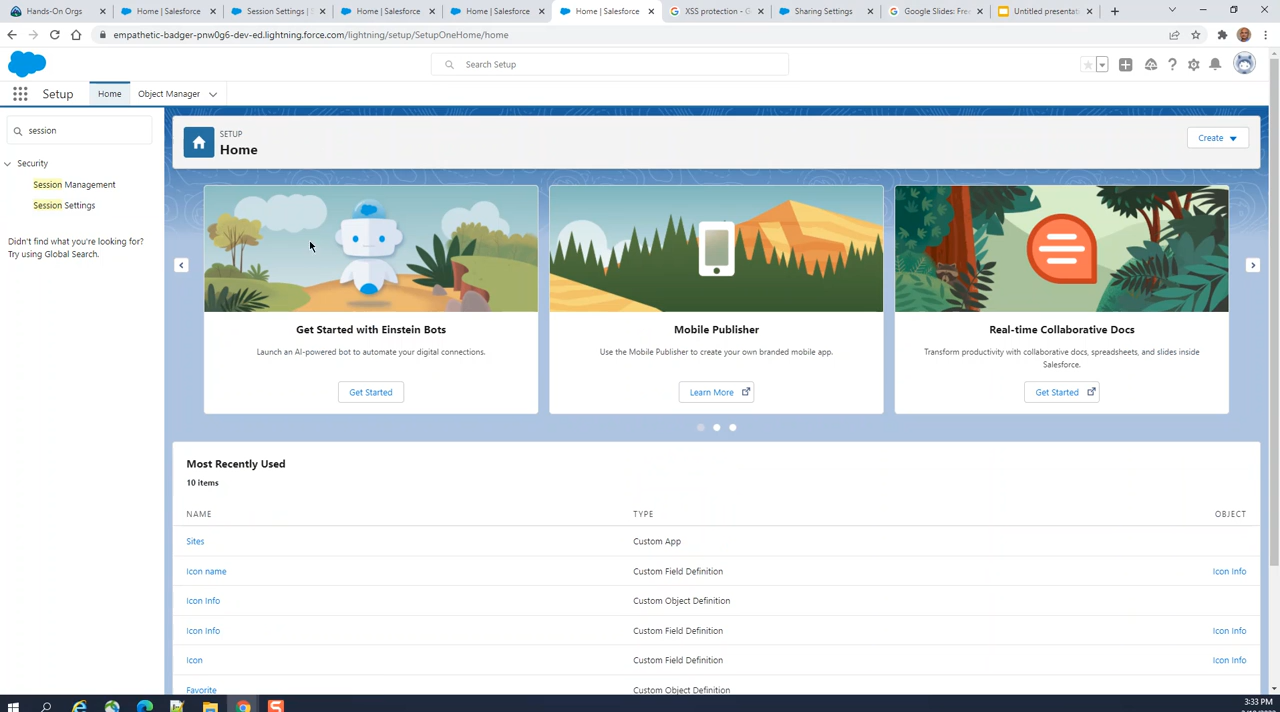 Hands-On Orgs
Home | Salesforce
Session Settings | S
Home | Salesforce
Home | Salesforce
Home | Salesforce
XSS protection - G
Sharing Settings
Google Slides: Free
Untitled presentat
empathetic-badger-pnw0g6-dev-ed.lightning.force.com/lightning/setup/SetupOneHome/home
Search Setup
Setup
Home
Object Manager
session
Security
Session Management
Session Settings
Didn't find what you're looking for?
Try using Global Search.
SETUP
Home
Create
Get Started with Einstein Bots
Launch an AI-powered bot to automate your digital connections.
Get Started
Mobile Publisher
Use the Mobile Publisher to create your own branded mobile app.
Learn More
Real-time Collaborative Docs
Transform productivity with collaborative docs, spreadsheets, and slides inside
Salesforce.
Get Started
Most Recently Used
10 items
NAME TYPE OBJECT
Sites Custom App
Icon name Custom Field Definition Icon Info
Icon Info Custom Object Definition
Icon Info Custom Field Definition Icon Info
Icon Custom Field Definition Icon Info
Favorite Custom Object Definition
3:33 PM